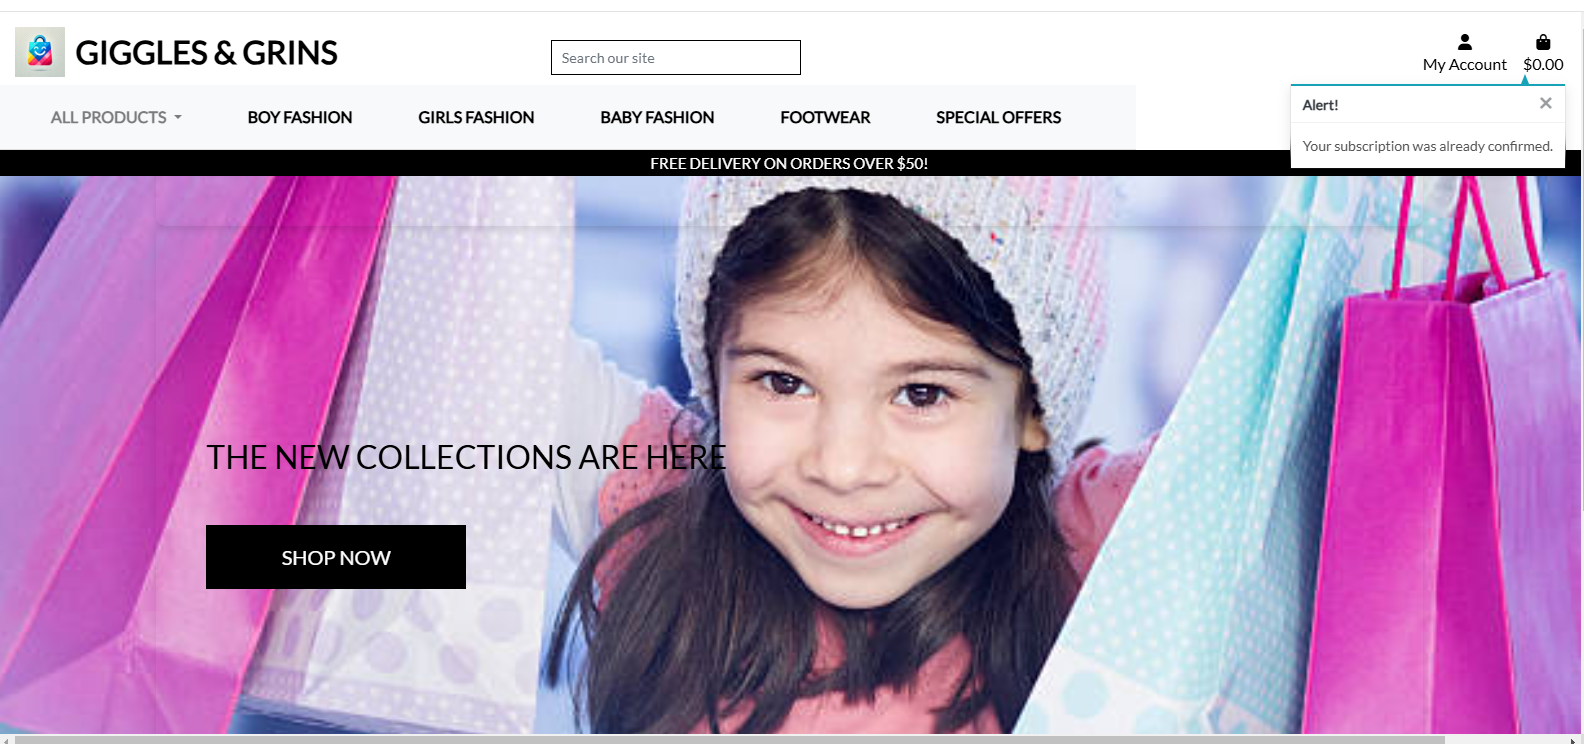 GIGGLES & GRINS
Search our site
My Account
$0.00
ALL PRODUCTS
BOY FASHION
GIRLS FASHION
BABY FASHION
FOOTWEAR
SPECIAL OFFERS
Alert!
×
Your subscription was already confirmed.
FREE DELIVERY ON ORDERS OVER $50!
THE NEW COLLECTIONS ARE HERE
SHOP NOW